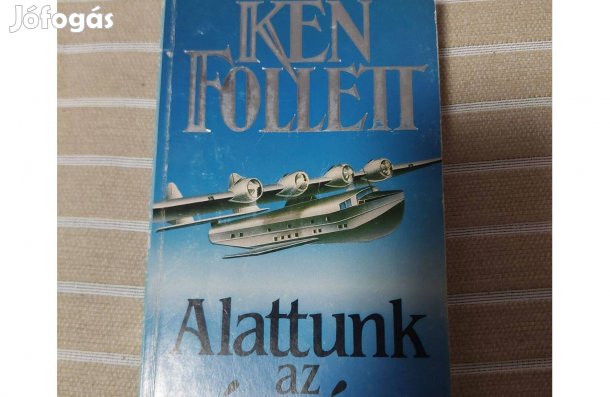 Jófogás
KEN
FOLLETT
Alattunk
az